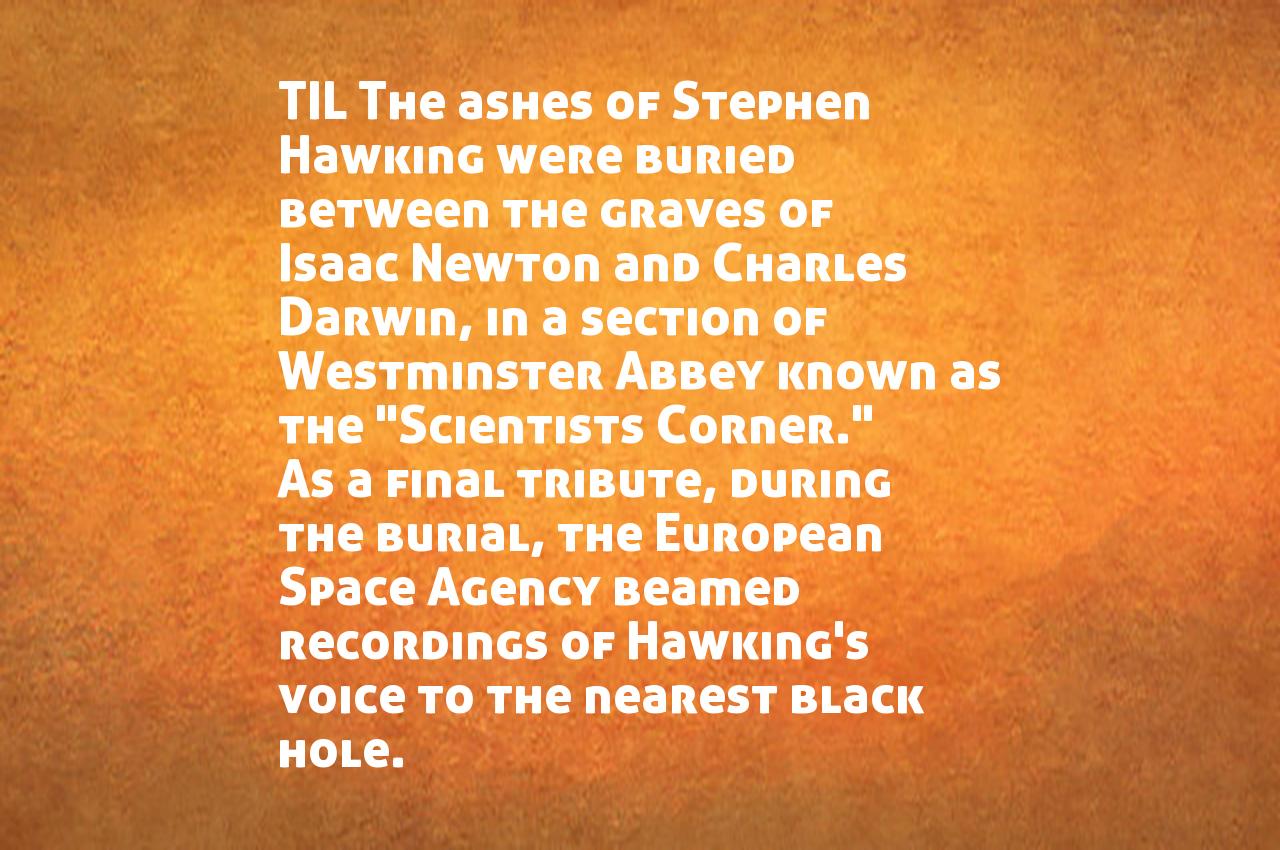 TIL The ashes of Stephen
Hawking were buried
between the graves of
Isaac Newton and Charles
Darwin, in a section of
Westminster Abbey known as
the "Scientists Corner."
As a final tribute, during
the burial, the European
Space Agency beamed
recordings of Hawking's
voice to the nearest black
hole.